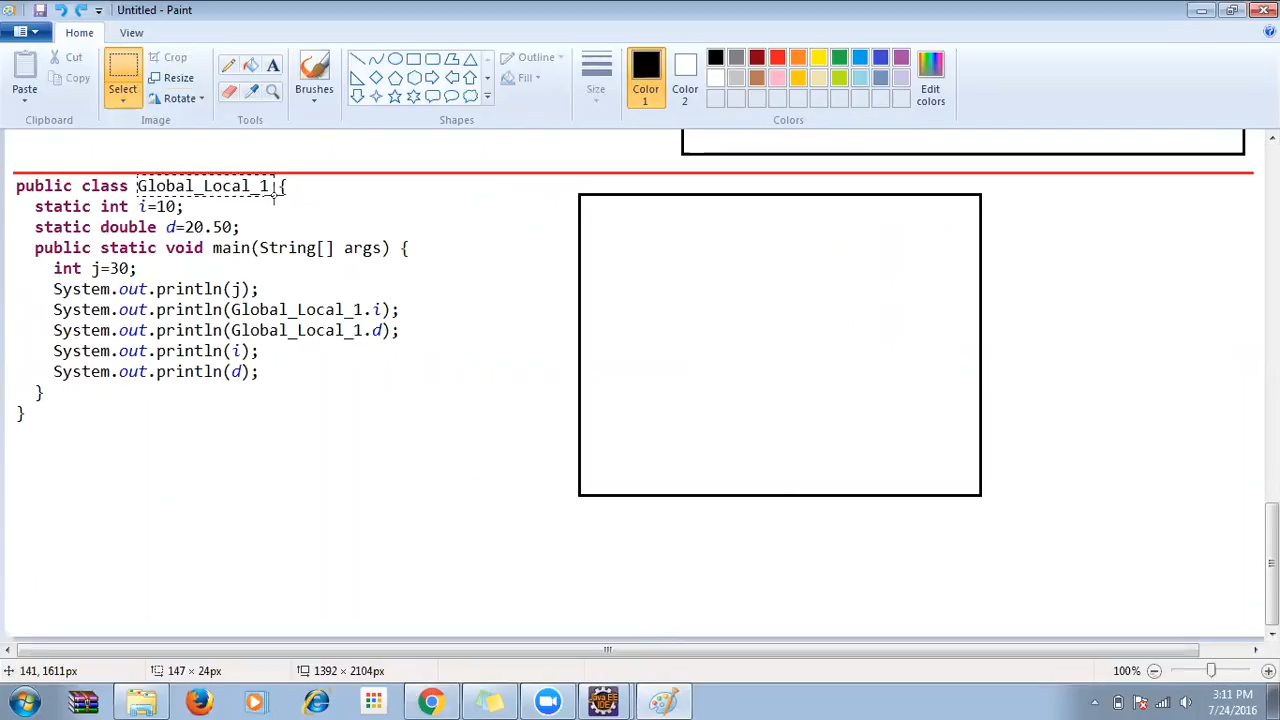 Untitled - Paint
Home
View
Paste
Cut
Copy
Clipboard
Select
Crop
Resize
Rotate
Image
Tools
Brushes
Shapes
Outline
Fill
Size
Color 1
Color 2
Colors
Edit colors
public class Global_Local_1 {
static int i=10;
static double d=20.50;
public static void main(String[] args) {
int j=30;
System.out.println(j);
System.out.println(Global_Local_1.i);
System.out.println(Global_Local_1.d);
System.out.println(i);
System.out.println(d);
}
}
141, 1611px
147 × 24px
1392 × 2104px
100%
Java EE
IDE
3:11 PM
7/24/2016